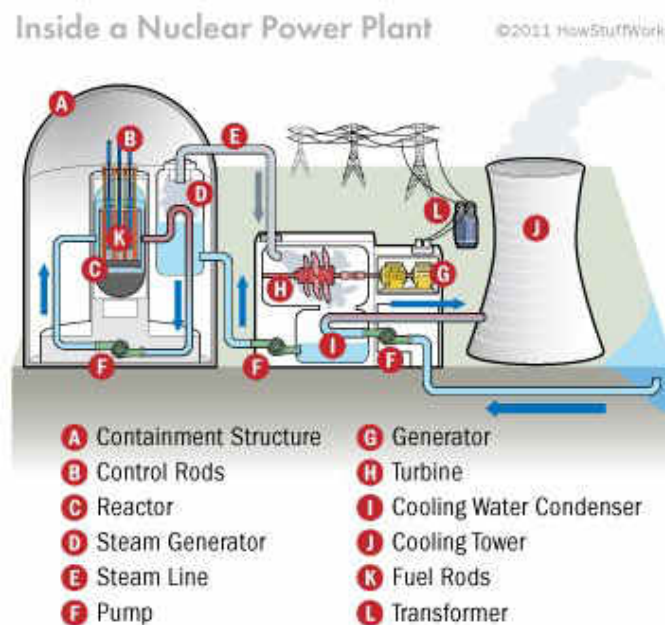 Inside a Nuclear Power Plant
©2011 HowStuffWork
A
B
E
D
K
C
L
J
G
H
I
F
F
F
A Containment Structure
B Control Rods
C Reactor
D Steam Generator
E Steam Line
F Pump
G Generator
H Turbine
I Cooling Water Condenser
J Cooling Tower
K Fuel Rods
L Transformer